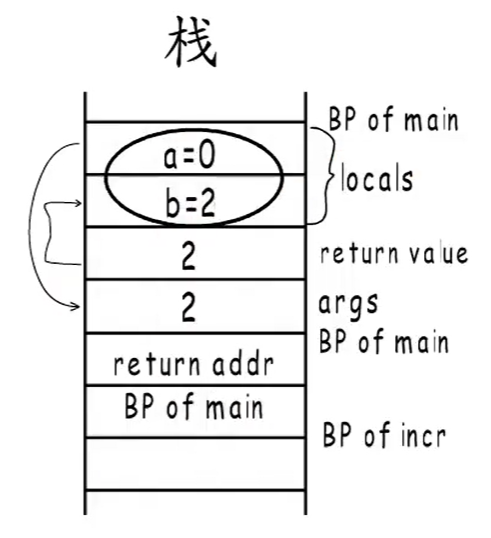 栈
BP of main
a=0
locals
b=2
2 return value
2 args
BP of main
return addr
BP of main
BP of incr